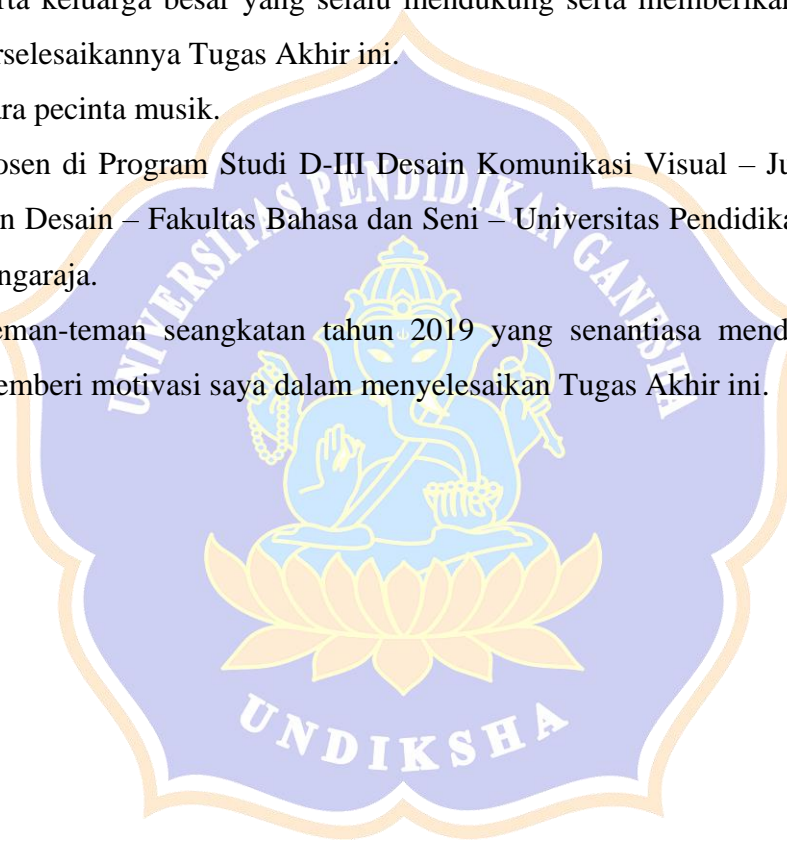 rta keluarga besar yang selalu mendukung serta memberikan
rselesaikannya Tugas Akhir ini.
ra pecinta musik.
osen di Program Studi D-III Desain Komunikasi Visual – Ju
n Desain – Fakultas Bahasa dan Seni – Universitas Pendidika
ngaraja.
eman-teman seangkatan tahun 2019 yang senantiasa mend
emberi motivasi saya dalam menyelesaikan Tugas Akhir ini.
UNIVERSITAS PENDIDIKAN GANESHA
UNDIKSHA